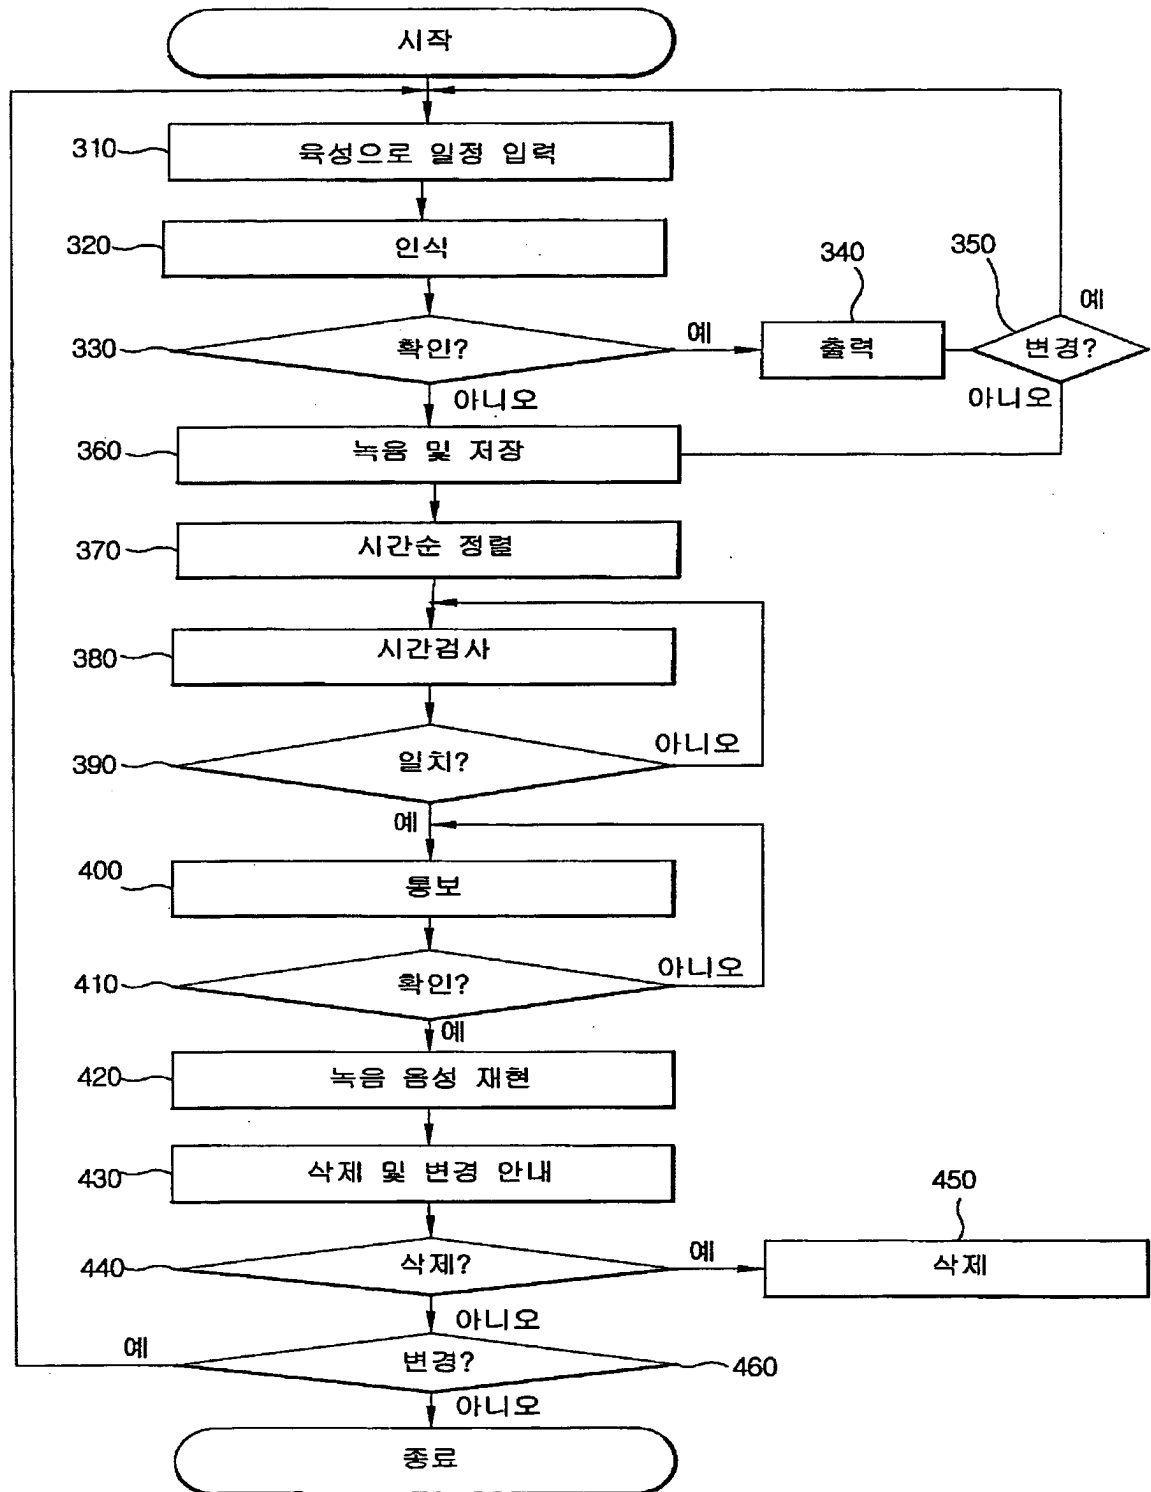 시작
310
육성으로 일정 입력
320
인식
330
확인?
예
340
출력
350
변경?
예
아니오
아니오
360
녹음 및 저장
370
시간순 정렬
380
시간검사
390
일치?
아니오
예
400
통보
410
확인?
아니오
예
420
녹음 음성 재현
430
삭제 및 변경 안내
440
삭제?
예
450
삭제
아니오
예
변경?
460
아니오
종료